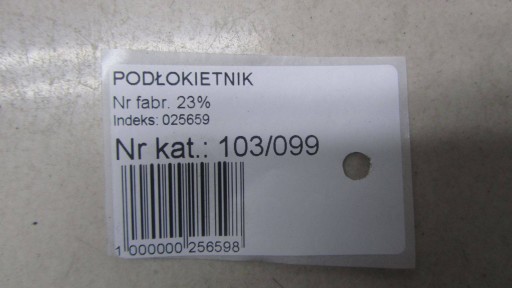 PODŁOKIETNIK
Nr fabr. 23%
Indeks: 025659
Nr kat.: 103/099
1 000000 256598